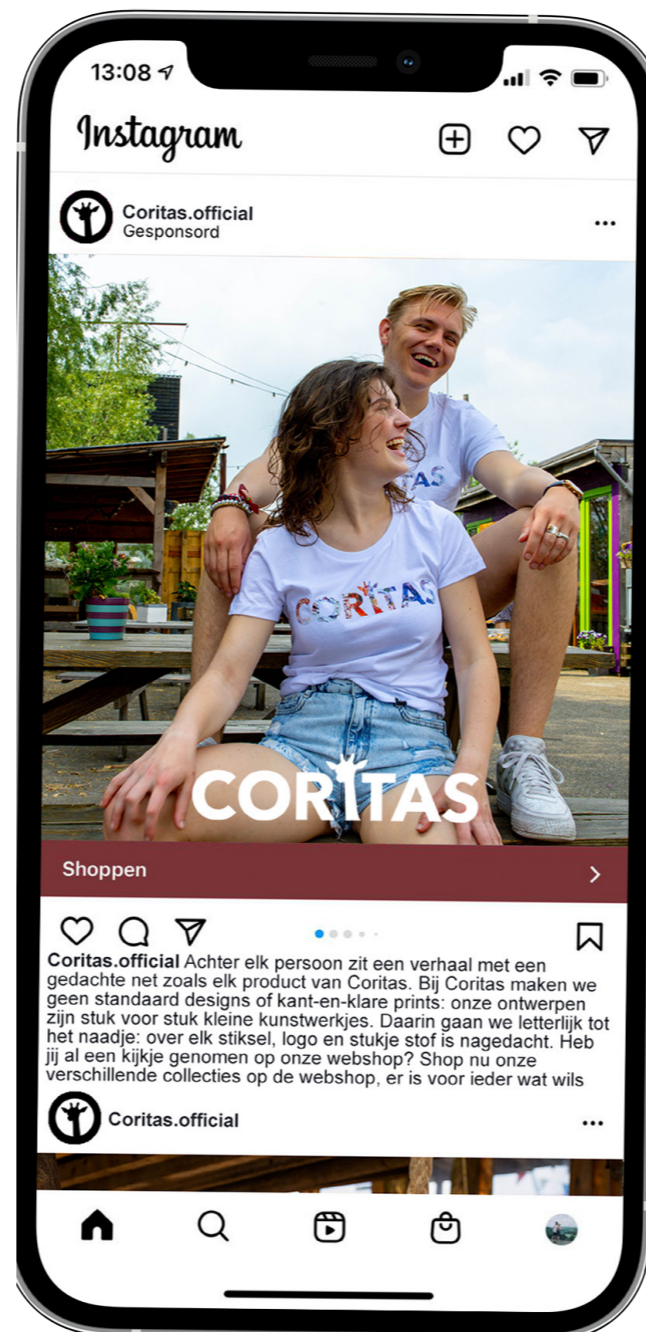 13:08
Instagram
Coritas.official
Gesponsord
TAS
CORITAS
CORITAS
Shoppen
Coritas.official Achter elk persoon zit een verhaal met een
gedachte net zoals elk product van Coritas. Bij Coritas maken we
geen standaard designs of kant-en-klare prints: onze ontwerpen
zijn stuk voor stuk kleine kunstwerkjes. Daarin gaan we letterlijk tot
het naadje: over elk stiksel, logo en stukje stof is nagedacht. Heb
jij al een kijkje genomen op onze webshop? Shop nu onze
verschillende collecties op de webshop, er is voor ieder wat wils
Coritas.official